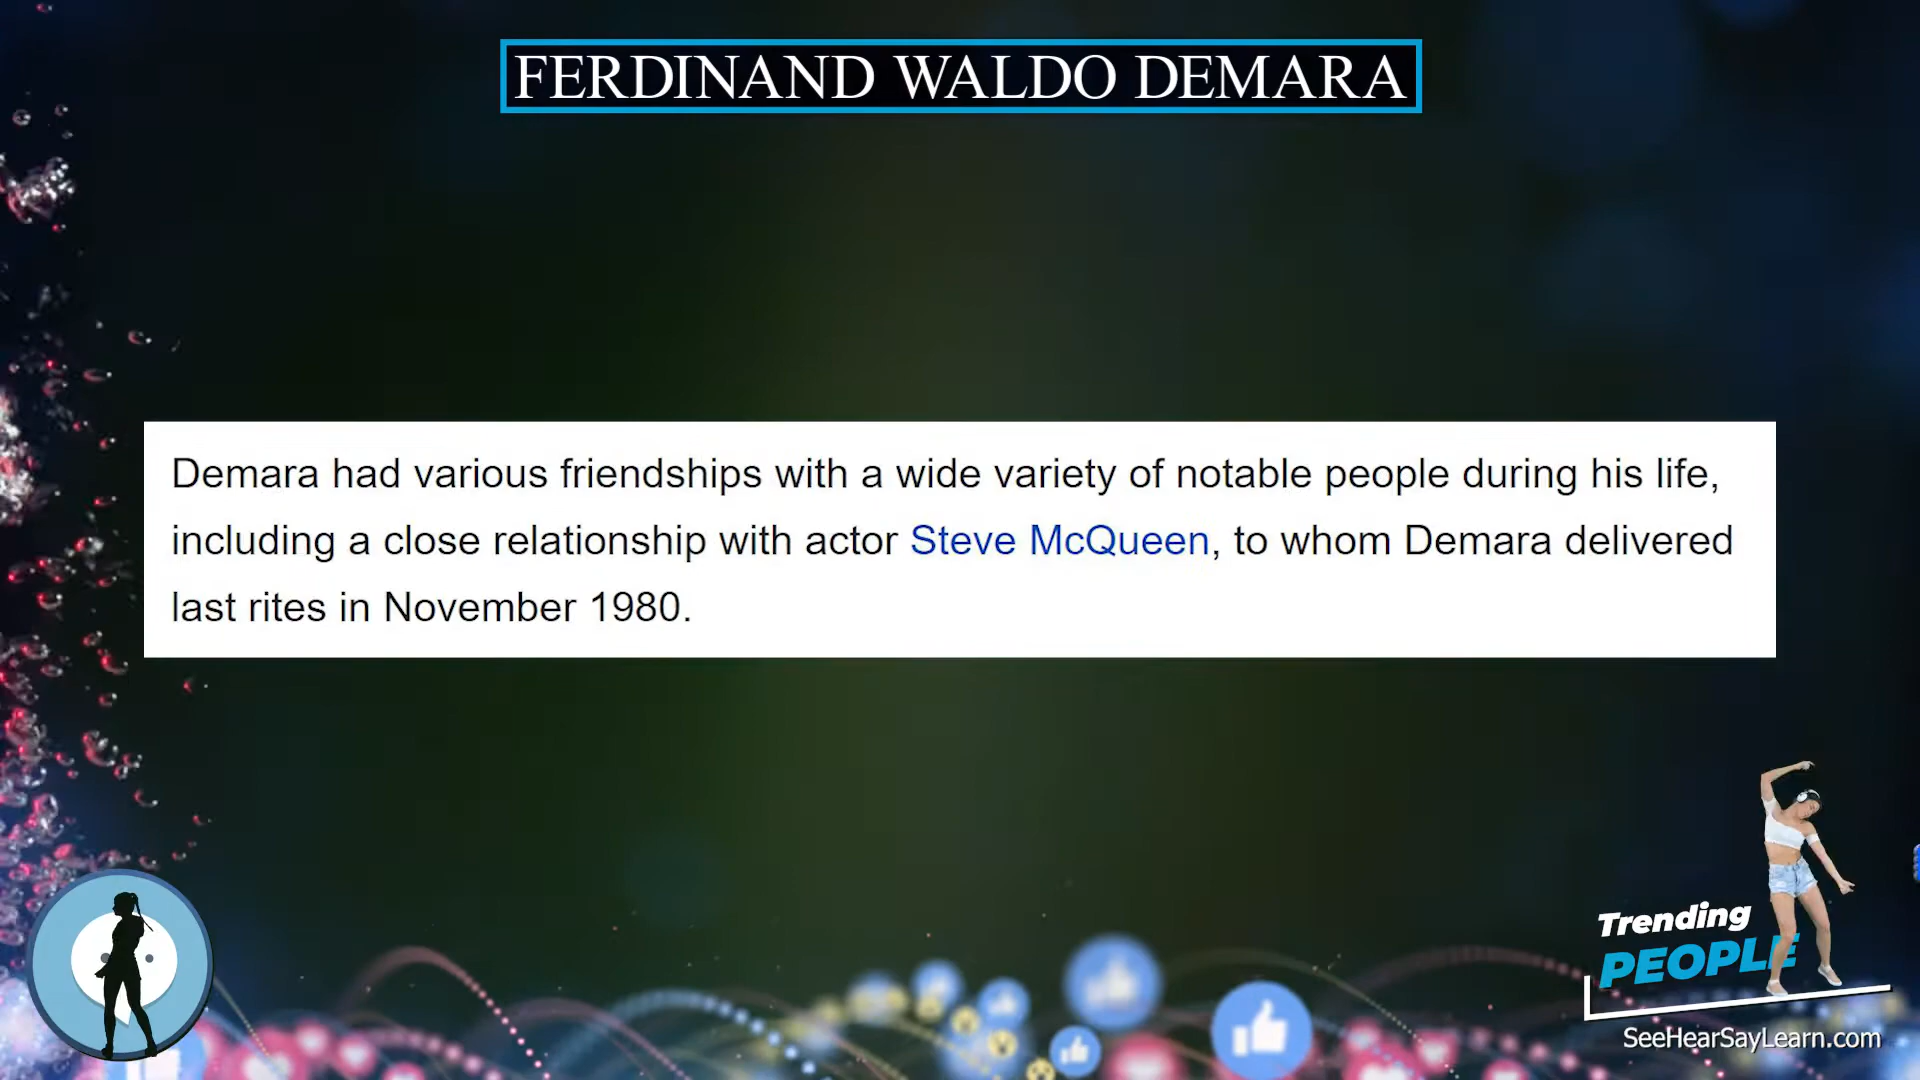 FERDINAND WALDO DEMARA
Demara had various friendships with a wide variety of notable people during his life,
including a close relationship with actor Steve McQueen, to whom Demara delivered
last rites in November 1980.
Trending
PEOPLE
SeeHearSayLearn.com